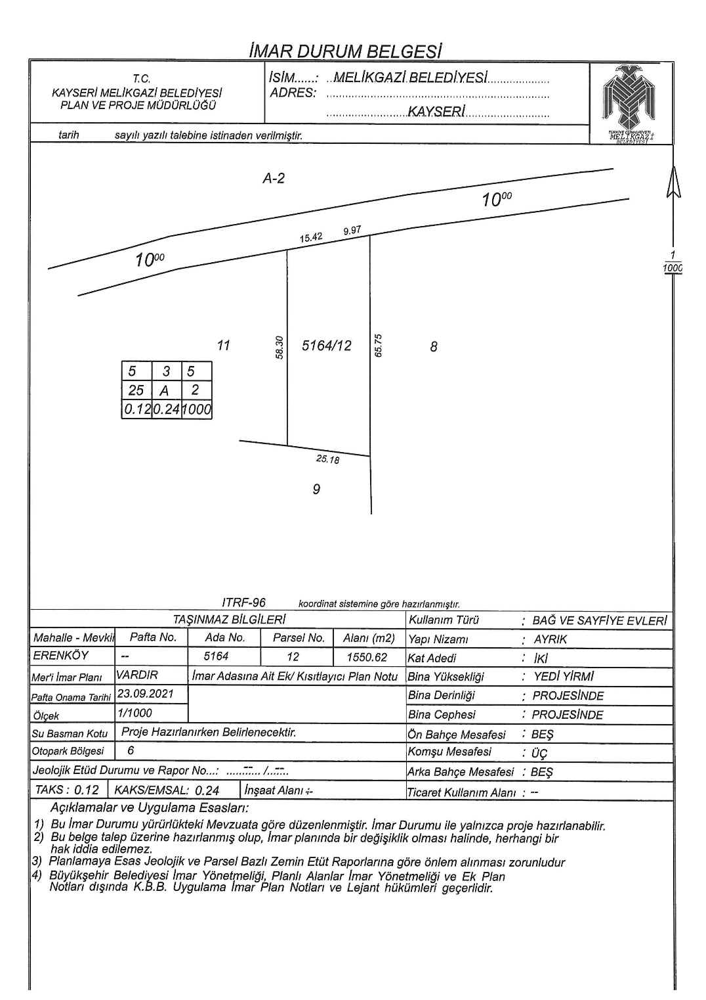 İMAR DURUM BELGESİ
T.C.
KAYSERİ MELİKGAZİ BELEDİYESİ
PLAN VE PROJE MÜDÜRLÜĞÜ
İSİM......: ..MELİKGAZİ BELEDİYESİ...................
ADRES: ..........................................................
..........................KAYSERİ...........................
TÜRKİYE CUMHURİYETİ
MELİKGAZİ
BELEDİYESİ
tarih sayılı yazılı talebine istinaden verilmiştir.
A-2
10⁰⁰
15.42 9.97
10⁰⁰
1
1000
11 58.30 5164/12 65.75 8
5 3 5
25 A 2
0.12 0.24 1000
25.18
9
ITRF-96 koordinat sistemine göre hazırlanmıştır.
TAŞINMAZ BİLGİLERİ
Kullanım Türü : BAĞ VE SAYFİYE EVLERİ
Mahalle - Mevkii Pafta No. Ada No. Parsel No. Alanı (m2)
Yapı Nizamı : AYRIK
ERENKÖY -- 5164 12 1550.62
Kat Adedi : İKİ
Mer'i İmar Planı VARDIR İmar Adasına Ait Ek/ Kısıtlayıcı Plan Notu
Bina Yüksekliği : YEDİ YİRMİ
Pafta Onama Tarihi 23.09.2021
Bina Derinliği : PROJESİNDE
Ölçek 1/1000
Bina Cephesi : PROJESİNDE
Su Basman Kotu Proje Hazırlanırken Belirlenecektir.
Ön Bahçe Mesafesi : BEŞ
Otopark Bölgesi 6
Komşu Mesafesi : ÜÇ
Jeolojik Etüd Durumu ve Rapor No...: .....--... /..--..
Arka Bahçe Mesafesi : BEŞ
TAKS : 0.12 KAKS/EMSAL: 0.24 İnşaat Alanı :--
Ticaret Kullanım Alanı : --
Açıklamalar ve Uygulama Esasları:
1) Bu İmar Durumu yürürlükteki Mevzuata göre düzenlenmiştir. İmar Durumu ile yalnızca proje hazırlanabilir.
2) Bu belge talep üzerine hazırlanmış olup, İmar planında bir değişiklik olması halinde, herhangi bir
hak iddia edilemez.
3) Planlamaya Esas Jeolojik ve Parsel Bazlı Zemin Etüt Raporlarına göre önlem alınması zorunludur
4) Büyükşehir Belediyesi İmar Yönetmeliği, Planlı Alanlar İmar Yönetmeliği ve Ek Plan
Notları dışında K.B.B. Uygulama İmar Plan Notları ve Lejant hükümleri geçerlidir.